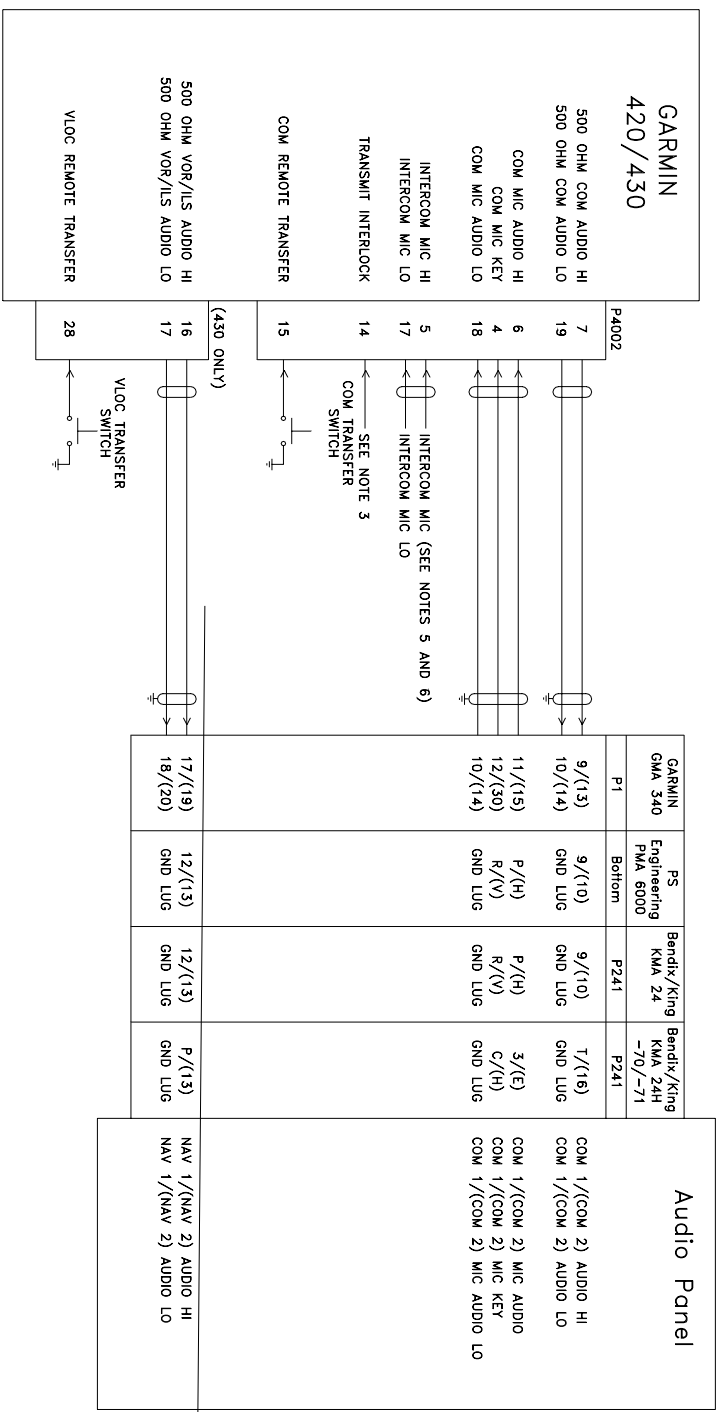 GARMIN
420/430
500 OHM COM AUDIO HI
500 OHM COM AUDIO LO
COM MIC AUDIO HI
COM MIC KEY
COM MIC AUDIO LO
INTERCOM MIC HI
INTERCOM MIC LO
TRANSMIT INTERLOCK
COM REMOTE TRANSFER
500 OHM VOR/ILS AUDIO HI
500 OHM VOR/ILS AUDIO LO
VLOC REMOTE TRANSFER
P4002
7
19
6
4
18
5
17
14
15
(430 ONLY)
16
17
28
INTERCOM MIC (SEE NOTES 5 AND 6)
INTERCOM MIC LO
SEE NOTE 3
COM TRANSFER
SWITCH
VLOC TRANSFER
SWITCH
GARMIN
GMA 340
P1
9/(13)
10/(14)
11/(15)
12/(30)
10/(14)
17/(19)
18/(20)
PS
Engineering
PMA 6000
Bottom
9/(10)
GND LUG
P/(H)
R/(V)
GND LUG
12/(13)
GND LUG
Bendix/King
KMA 24
P241
9/(10)
GND LUG
P/(H)
R/(V)
GND LUG
12/(13)
GND LUG
Bendix/King
KMA 24H
-70/-71
P241
T/(16)
GND LUG
3/(E)
C/(H)
GND LUG
P/(13)
GND LUG
Audio Panel
COM 1/(COM 2) AUDIO HI
COM 1/(COM 2) AUDIO LO
COM 1/(COM 2) MIC AUDIO
COM 1/(COM 2) MIC KEY
COM 1/(COM 2) MIC AUDIO LO
NAV 1/(NAV 2) AUDIO HI
NAV 1/(NAV 2) AUDIO LO